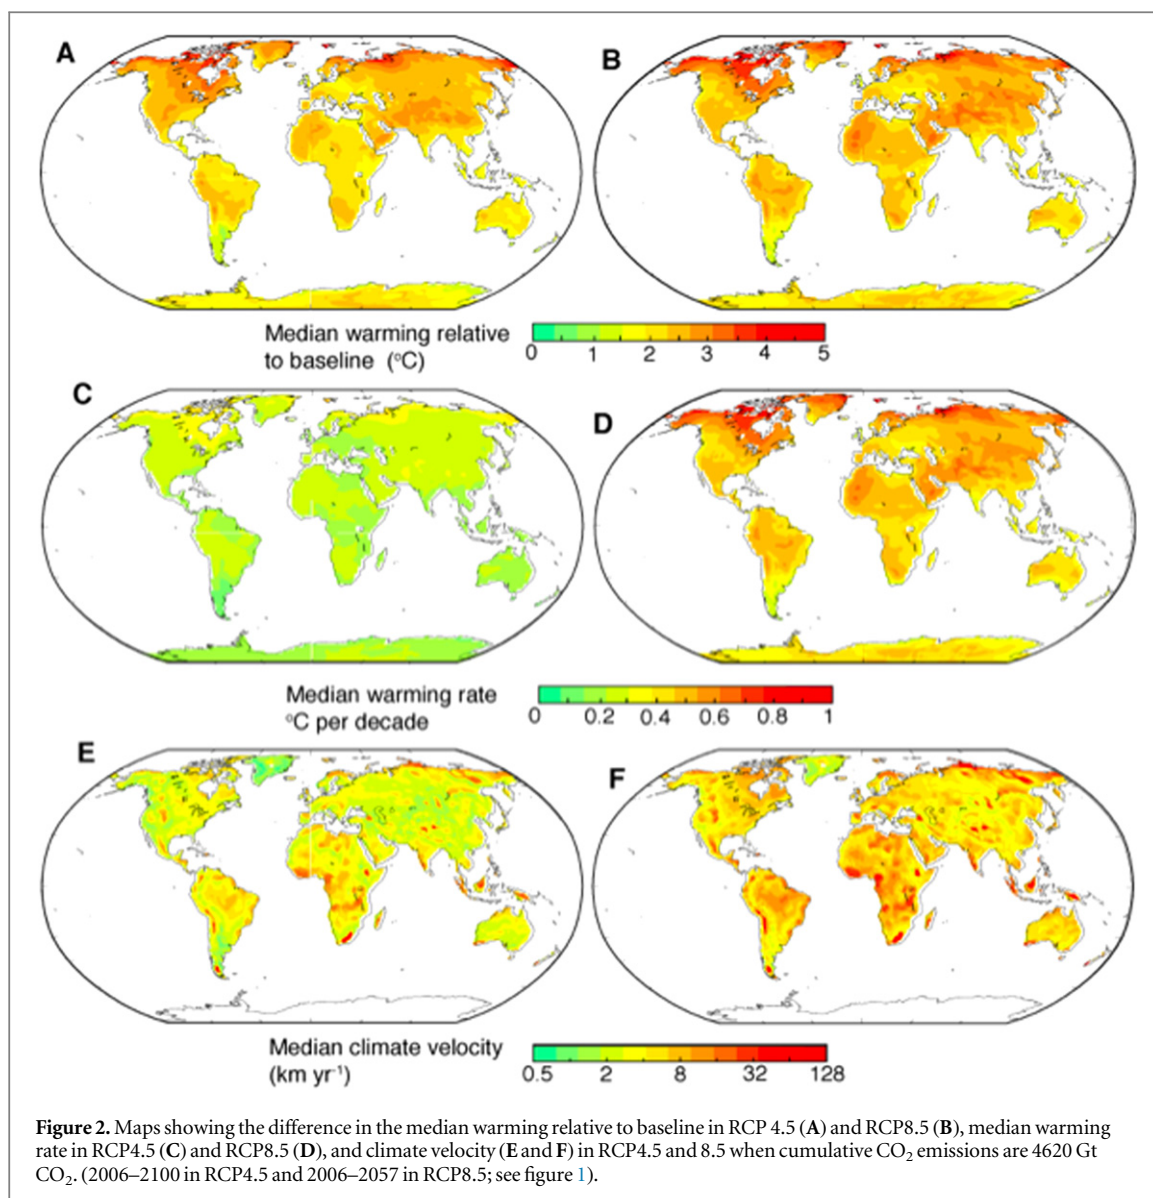 A
B
Median warming relative
to baseline (°C)
0 1 2 3 4 5
C
D
Median warming rate
°C per decade
0 0.2 0.4 0.6 0.8 1
E
F
Median climate velocity
(km yr⁻¹)
0.5 2 8 32 128
Figure 2. Maps showing the difference in the median warming relative to baseline in RCP 4.5 (A) and RCP8.5 (B), median warming
rate in RCP4.5 (C) and RCP8.5 (D), and climate velocity (E and F) in RCP4.5 and 8.5 when cumulative CO₂ emissions are 4620 Gt
CO₂. (2006–2100 in RCP4.5 and 2006–2057 in RCP8.5; see figure 1).